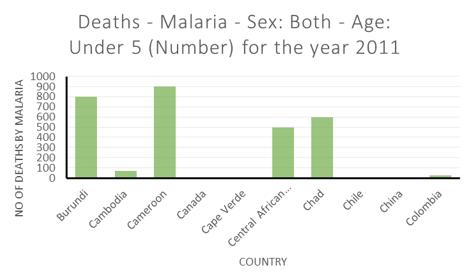 Deaths - Malaria - Sex: Both - Age:
Under 5 (Number) for the year 2011
NO OF DEATHS BY MALARIA
1000
900
800
700
600
500
400
300
200
100
0
Burundi
Cambodia
Cameroon
Canada
Cape Verde
Central African...
Chad
Chile
China
Colombia
COUNTRY